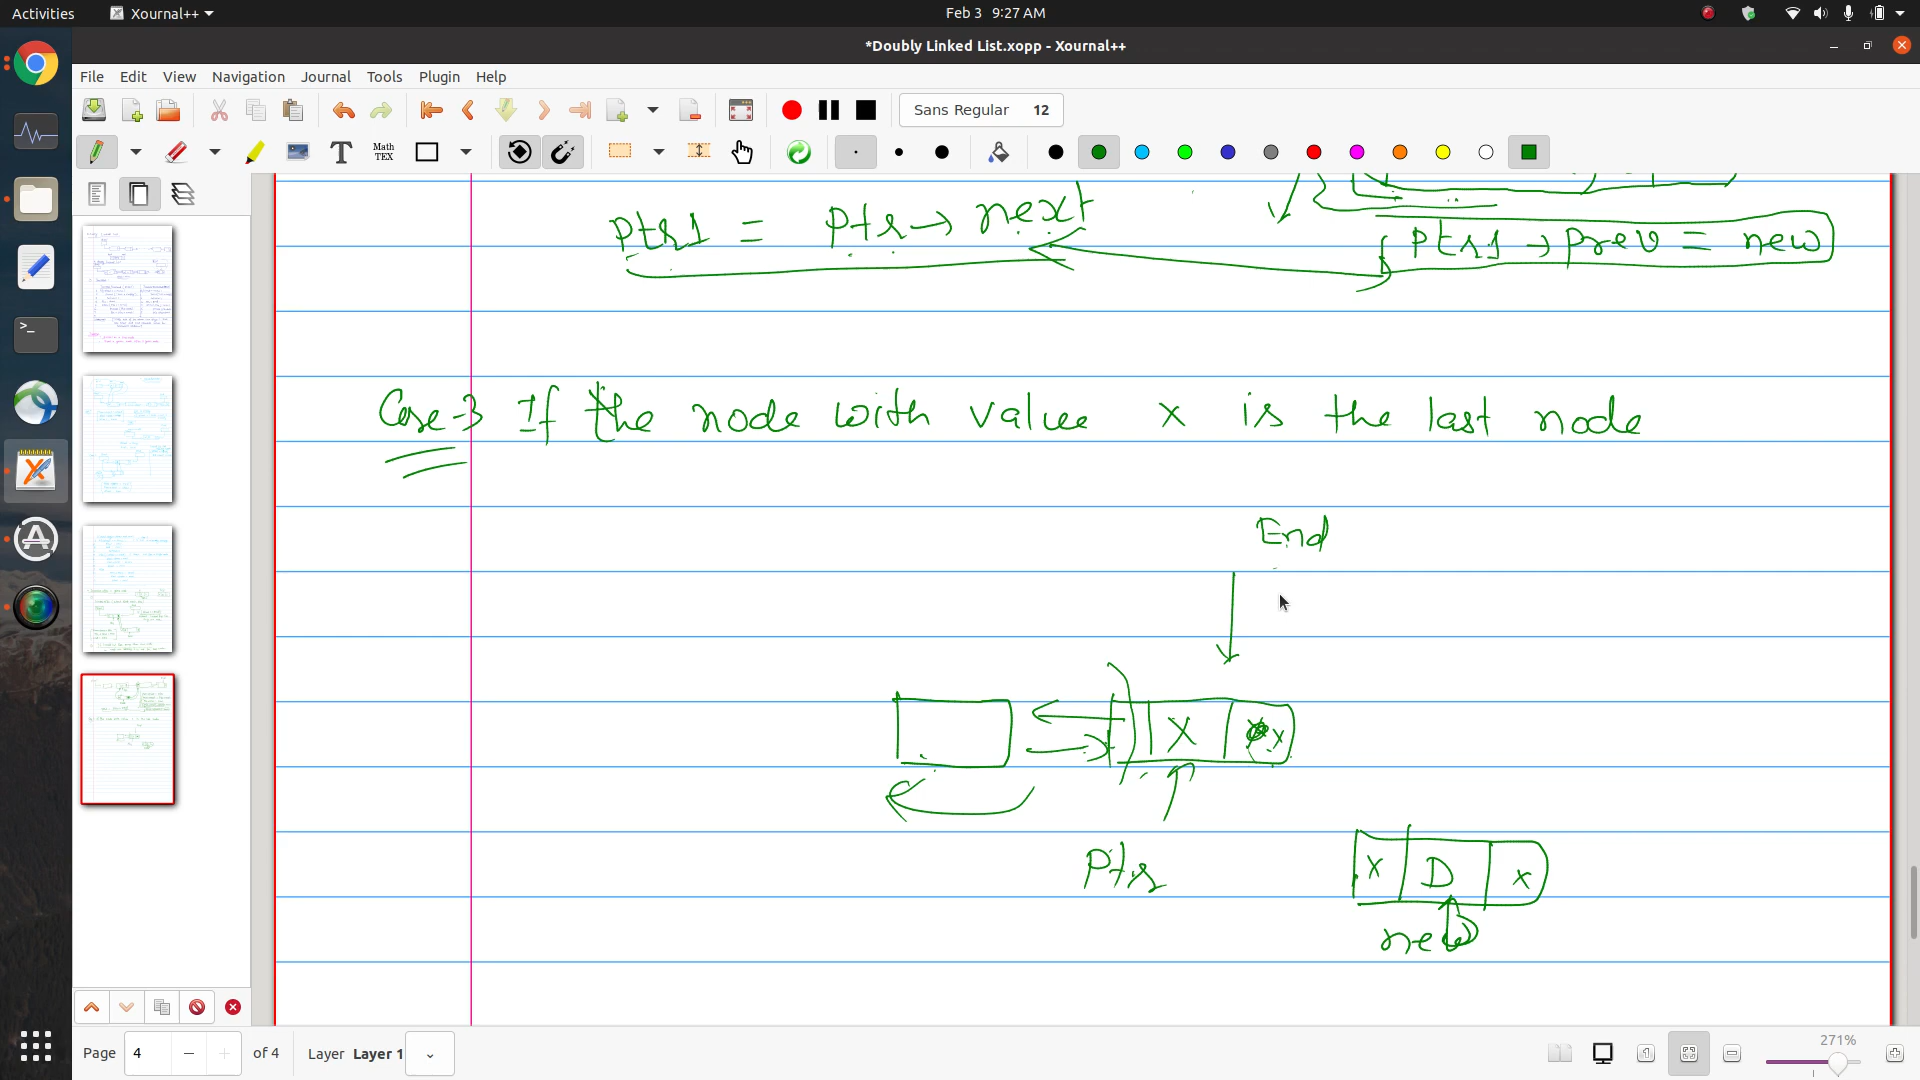 Activities Xournal++ Feb 3 9:27 AM
*Doubly Linked List.xopp - Xournal++
File Edit View Navigation Journal Tools Plugin Help
Sans Regular 12
T Math TEX
ptr1 = ptr → next
ptr1 → prev = new
Case-3 If the node with value x is the last node
End
X x
Ptr
x D x
new
Page 4 of 4 Layer Layer 1
271%